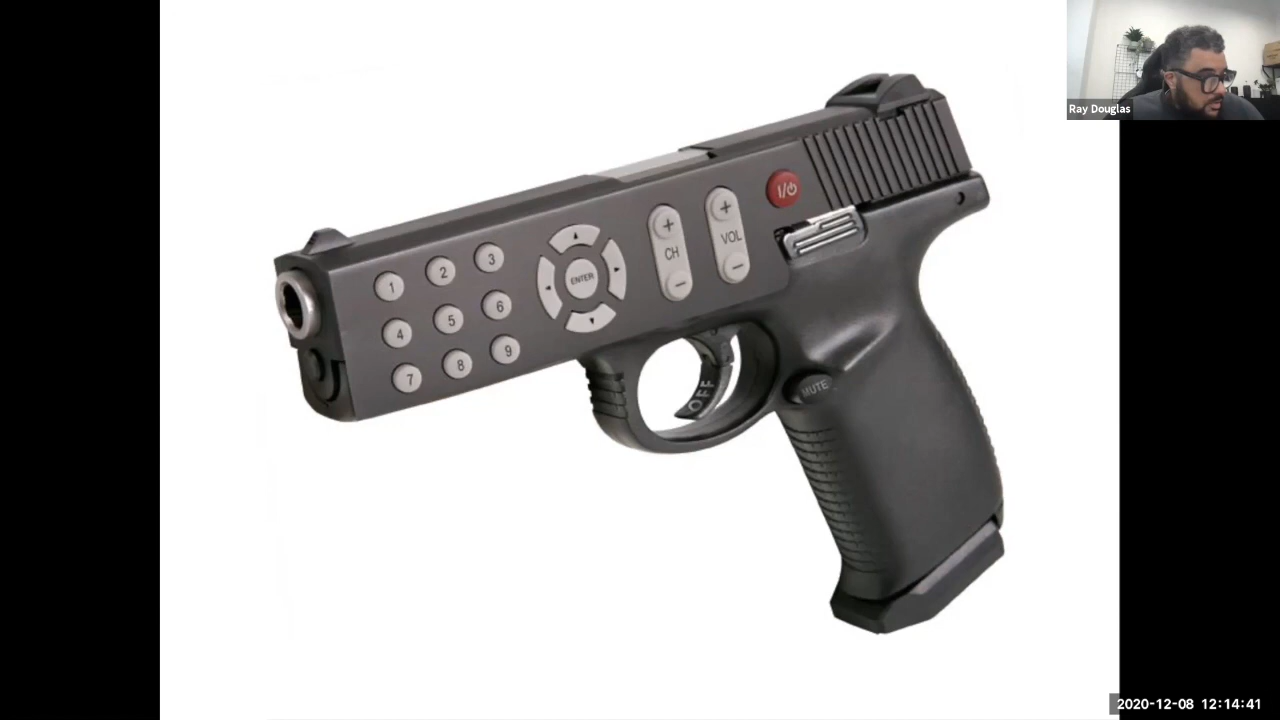 Ray Douglas
I/⏻
+
+
3
2
1
CH
VOL
ENTER
6
5
4
−
−
9
8
7
OFF
MUTE
2020-12-08 12:14:41